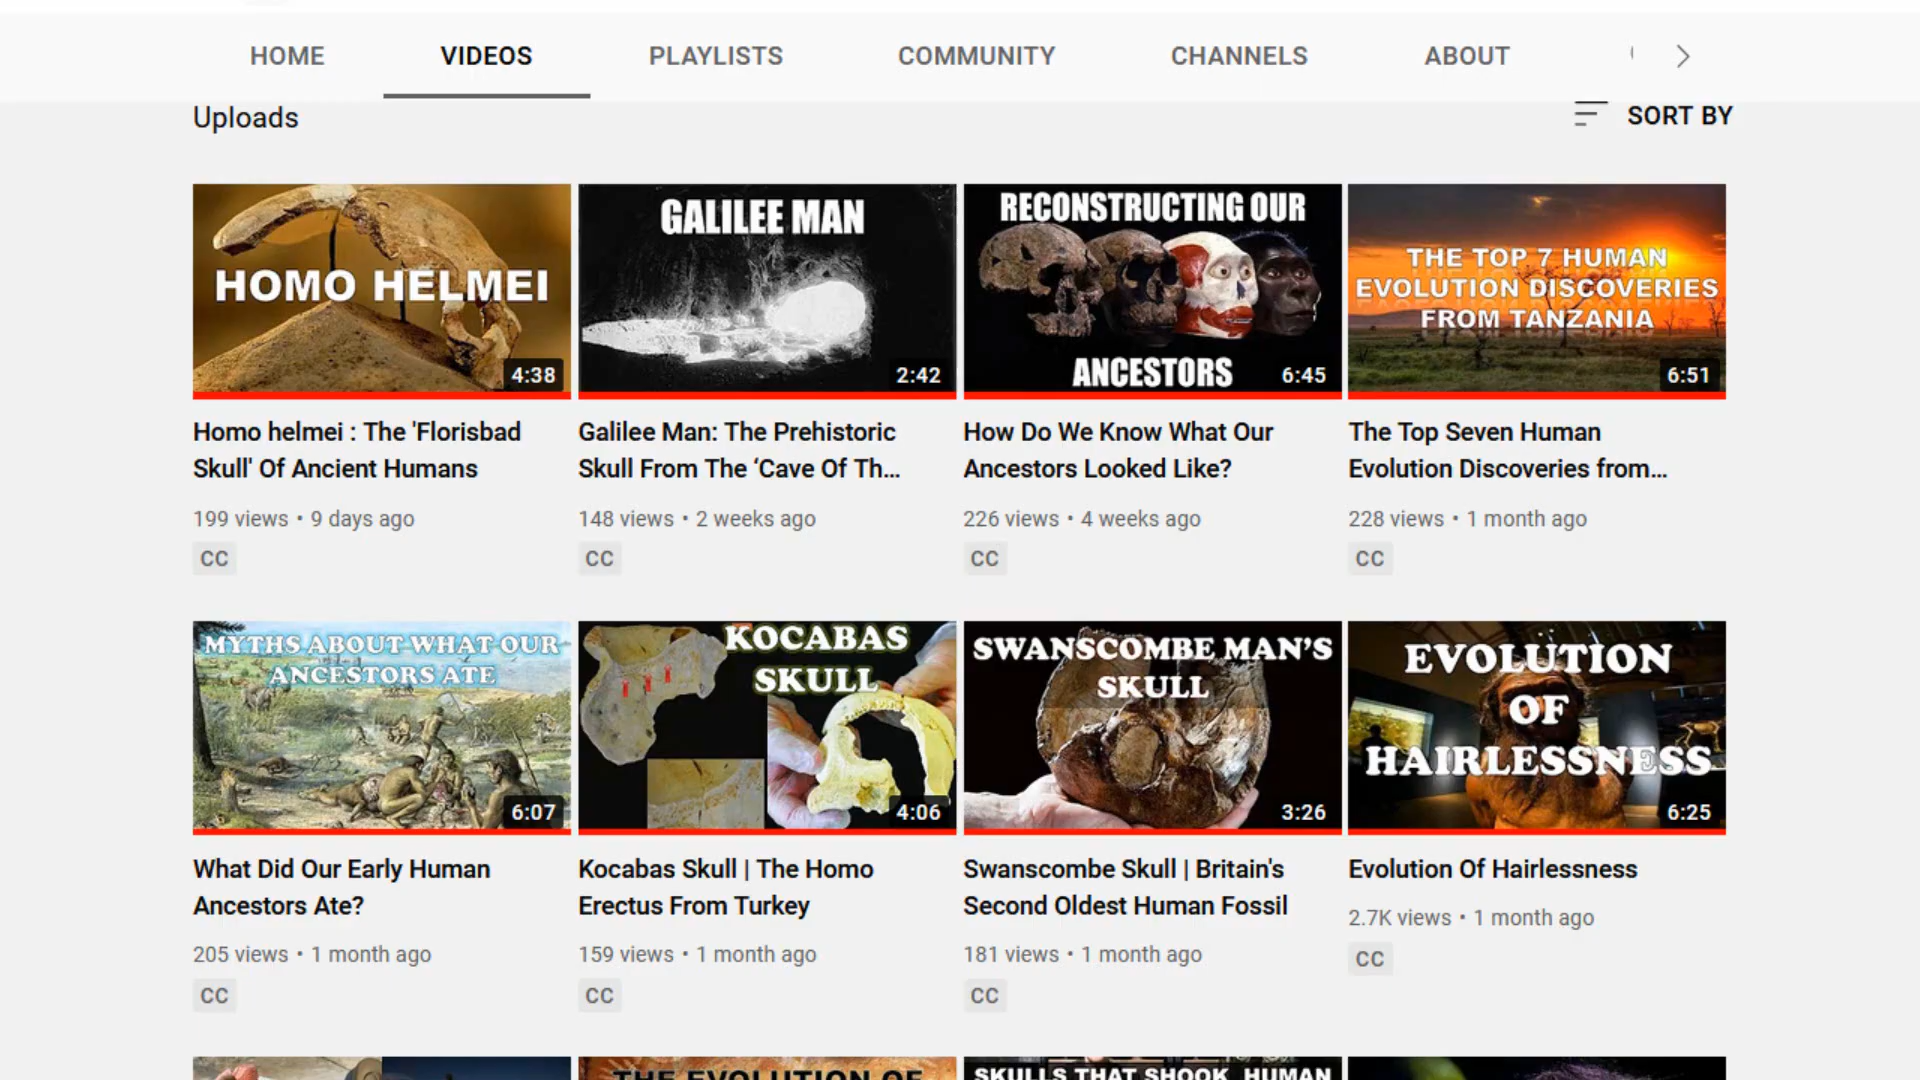 HOME VIDEOS PLAYLISTS COMMUNITY CHANNELS ABOUT
Uploads
SORT BY
HOMO HELMEI
4:38
GALILEE MAN
2:42
RECONSTRUCTING OUR
ANCESTORS
6:45
THE TOP 7 HUMAN
EVOLUTION DISCOVERIES
FROM TANZANIA
6:51
Homo helmei : The 'Florisbad
Skull' Of Ancient Humans
199 views • 9 days ago
CC
Galilee Man: The Prehistoric
Skull From The ‘Cave Of Th...
148 views • 2 weeks ago
CC
How Do We Know What Our
Ancestors Looked Like?
226 views • 4 weeks ago
CC
The Top Seven Human
Evolution Discoveries from...
228 views • 1 month ago
CC
MYTHS ABOUT WHAT OUR
ANCESTORS ATE
6:07
KOCABAS
SKULL
4:06
SWANSCOMBE MAN'S
SKULL
3:26
EVOLUTION
OF
HAIRLESSNESS
6:25
What Did Our Early Human
Ancestors Ate?
205 views • 1 month ago
CC
Kocabas Skull | The Homo
Erectus From Turkey
159 views • 1 month ago
CC
Swanscombe Skull | Britain's
Second Oldest Human Fossil
181 views • 1 month ago
CC
Evolution Of Hairlessness
2.7K views • 1 month ago
CC
THE EVOLUTION OF
SKULLS THAT SHOOK HUMAN